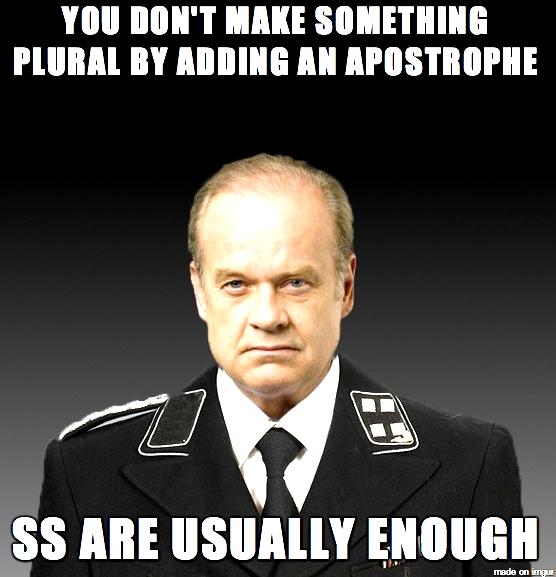 YOU DON'T MAKE SOMETHING
PLURAL BY ADDING AN APOSTROPHE
SS ARE USUALLY ENOUGH
made on imgur